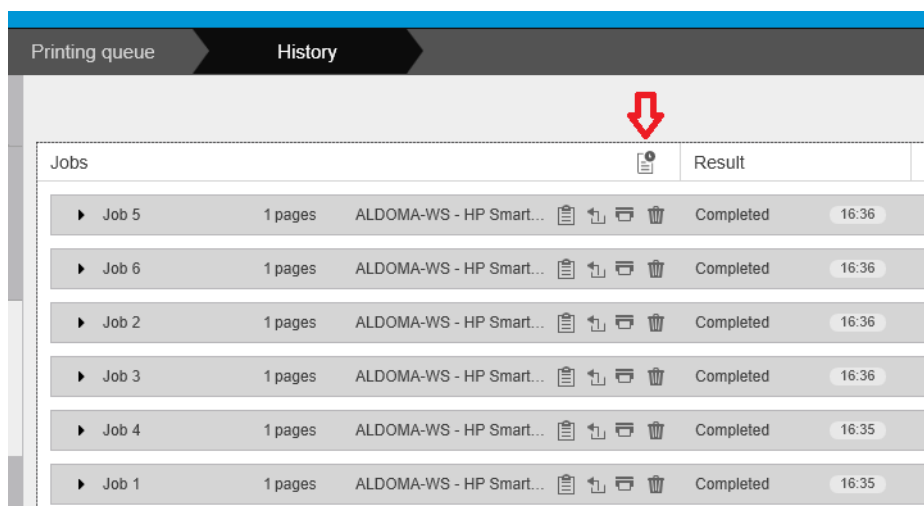 Printing queue History
Jobs Result
Job 5 1 pages ALDOMA-WS - HP Smart... Completed 16:36
Job 6 1 pages ALDOMA-WS - HP Smart... Completed 16:36
Job 2 1 pages ALDOMA-WS - HP Smart... Completed 16:36
Job 3 1 pages ALDOMA-WS - HP Smart... Completed 16:36
Job 4 1 pages ALDOMA-WS - HP Smart... Completed 16:35
Job 1 1 pages ALDOMA-WS - HP Smart... Completed 16:35